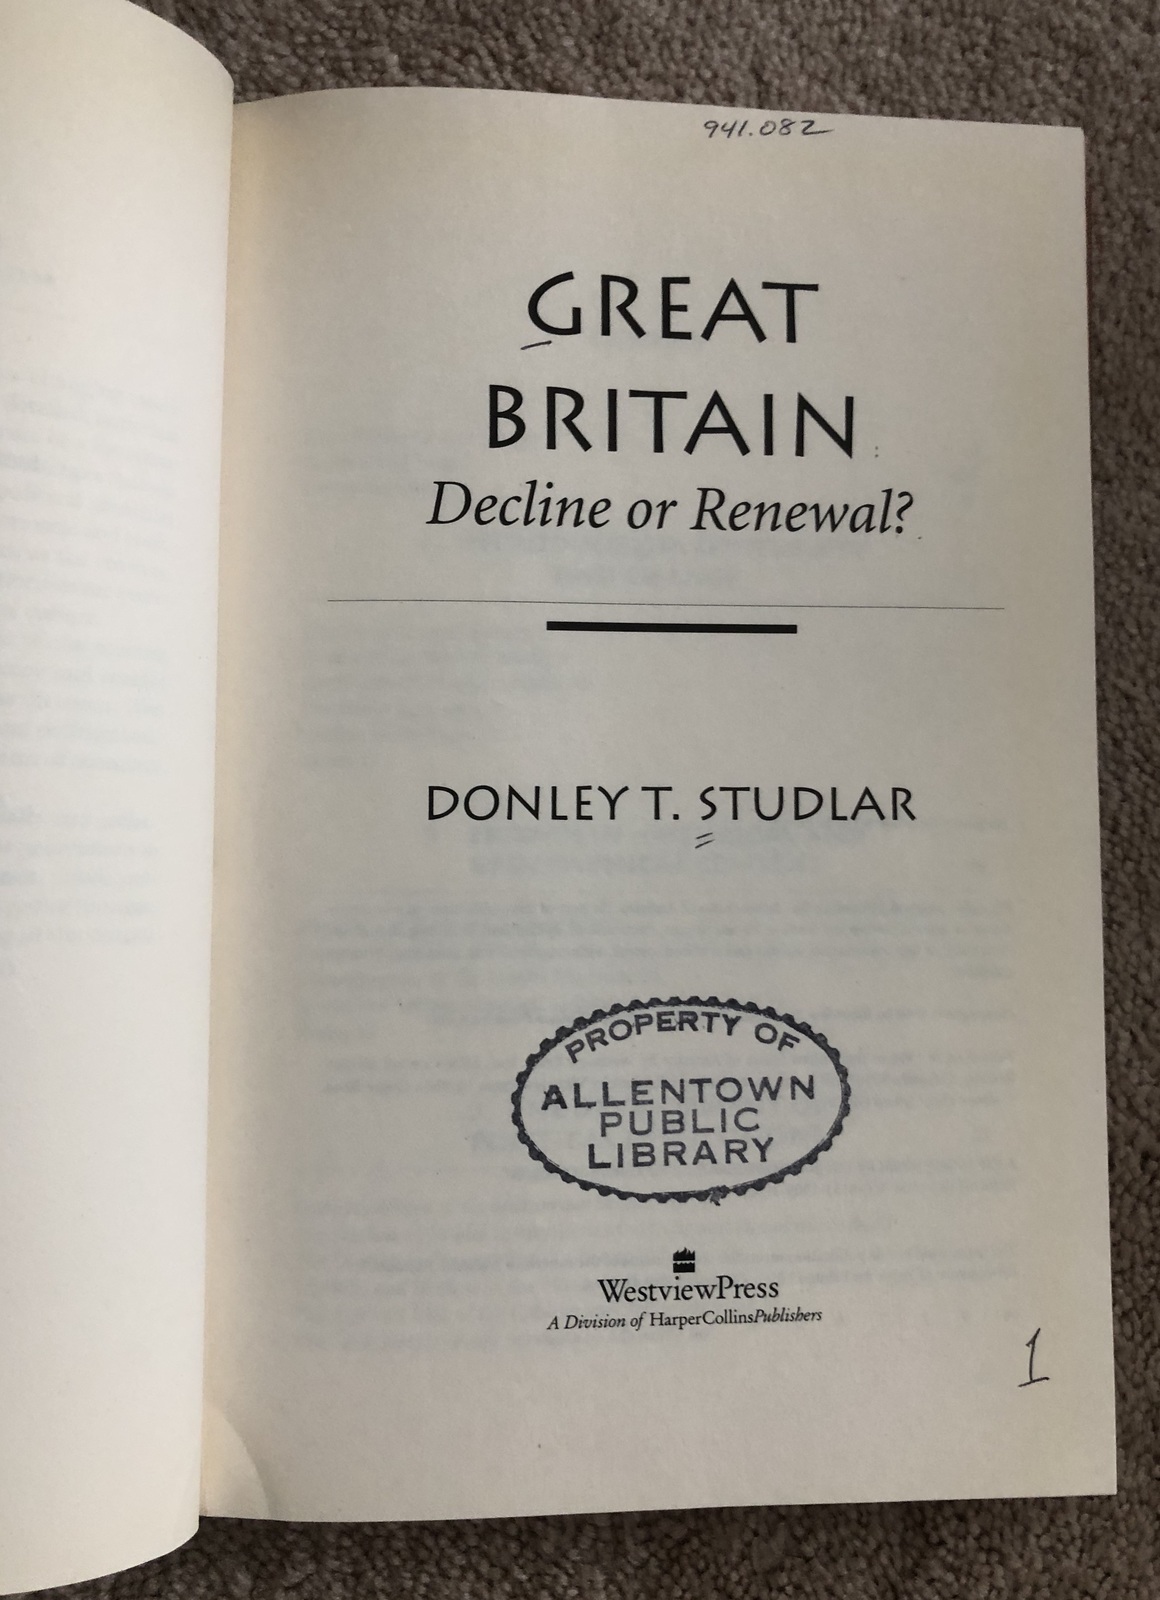 941.082
GREAT
BRITAIN
Decline or Renewal?
DONLEY T. STUDLAR
PROPERTY OF
ALLENTOWN
PUBLIC
LIBRARY
WestviewPress
A Division of HarperCollinsPublishers
1